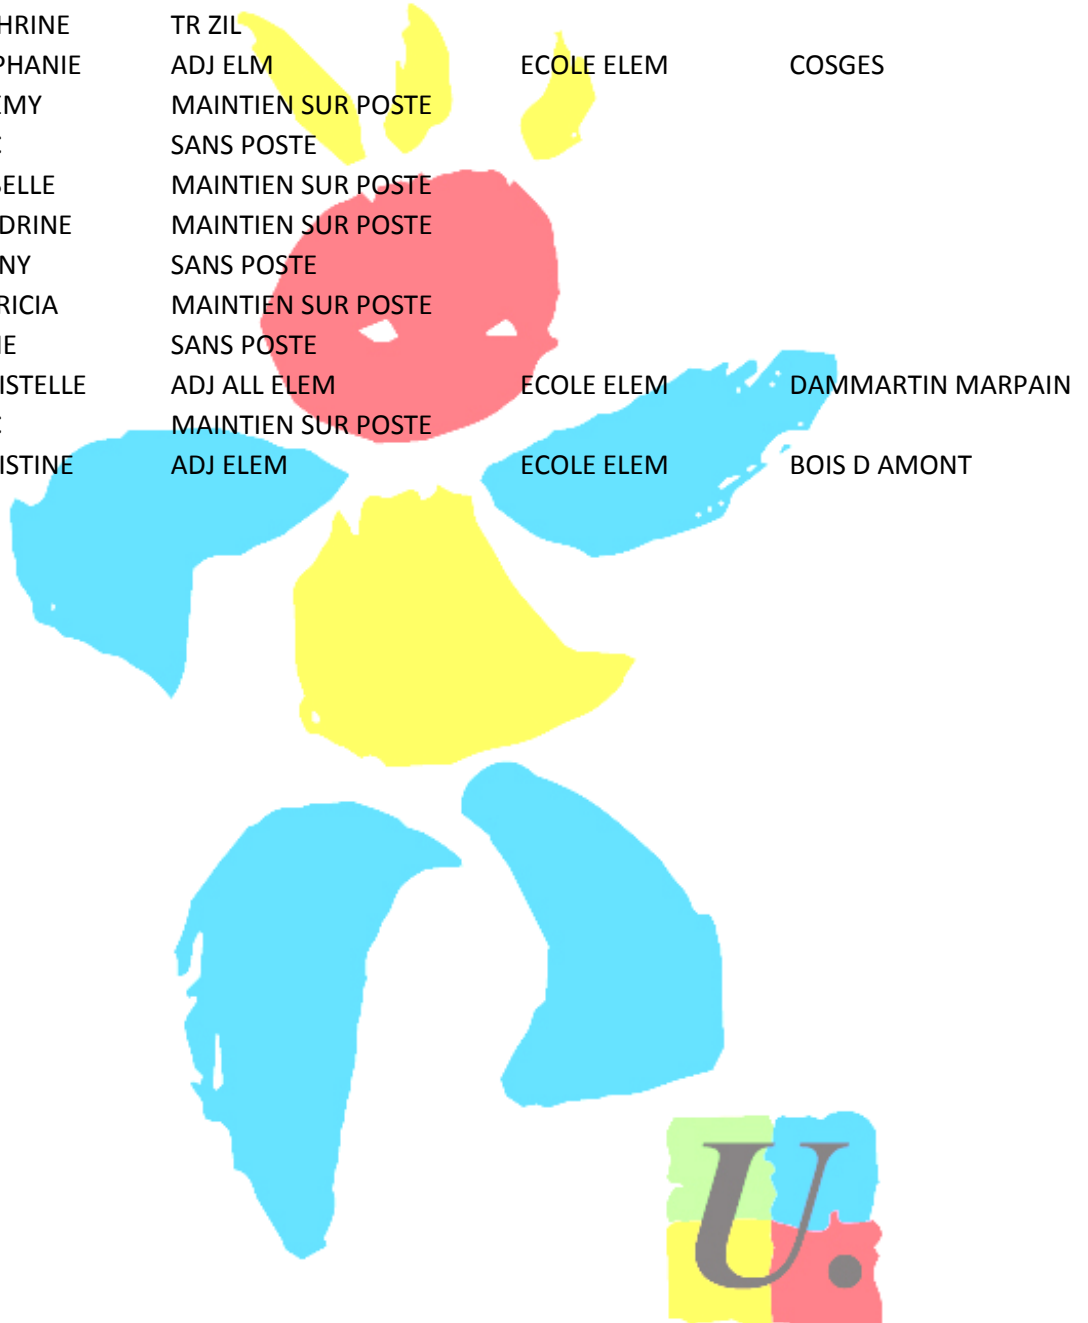 HRINE TR ZIL
PHANIE ADJ ELM ECOLE ELEM COSGES
EMY MAINTIEN SUR POSTE
C SANS POSTE
BELLE MAINTIEN SUR POSTE
DRINE MAINTIEN SUR POSTE
NY SANS POSTE
RICIA MAINTIEN SUR POSTE
IE SANS POSTE
ISTELLE ADJ ALL ELEM ECOLE ELEM DAMMARTIN MARPAIN
C MAINTIEN SUR POSTE
ISTINE ADJ ELEM ECOLE ELEM BOIS D AMONT
U.